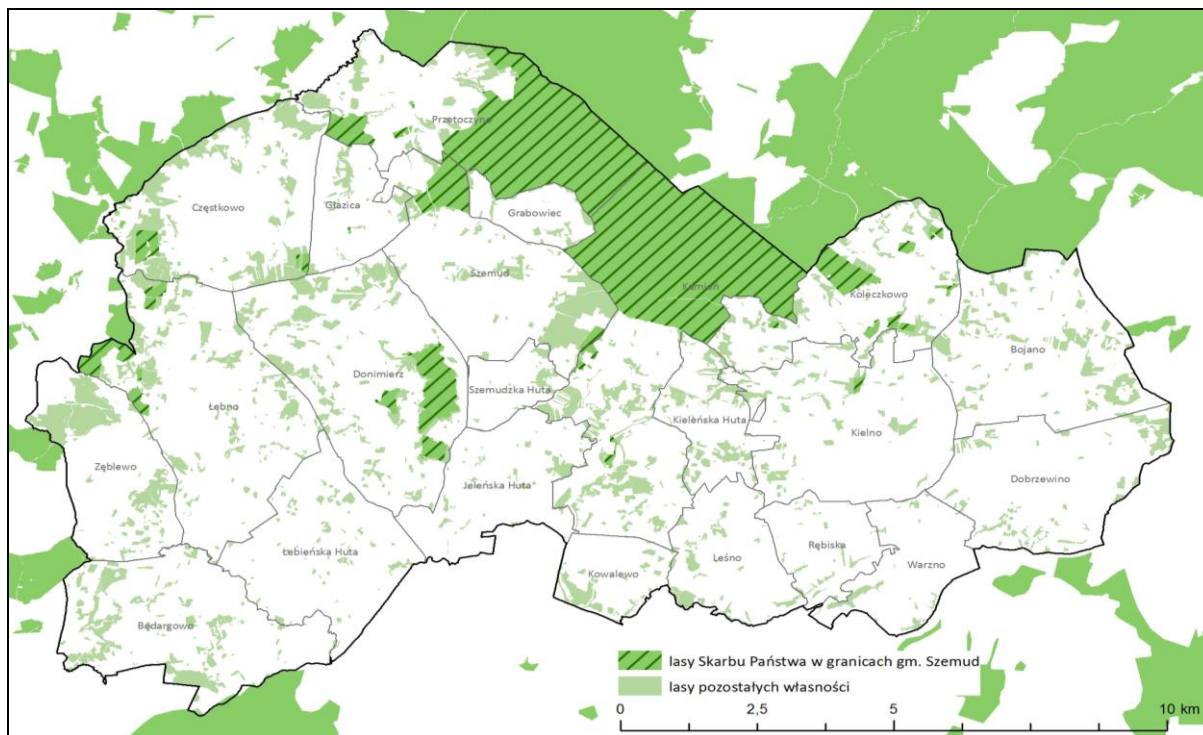 Przetoczyno
Częstkowo
Głazica
Grabowiec
Szemud
Kamień
Koleczkowo
Bojano
Donimierz
Szemudzka Huta
Łebno
Kieleńska Huta
Kielno
Zęblewo
Jeleńska Huta
Dobrzewino
Łebieńska Huta
Leśno
Rębiska
Warzno
Kowalewo
Będargowo
lasy Skarbu Państwa w granicach gm. Szemud
lasy pozostałych własności
0 2,5 5 10 km